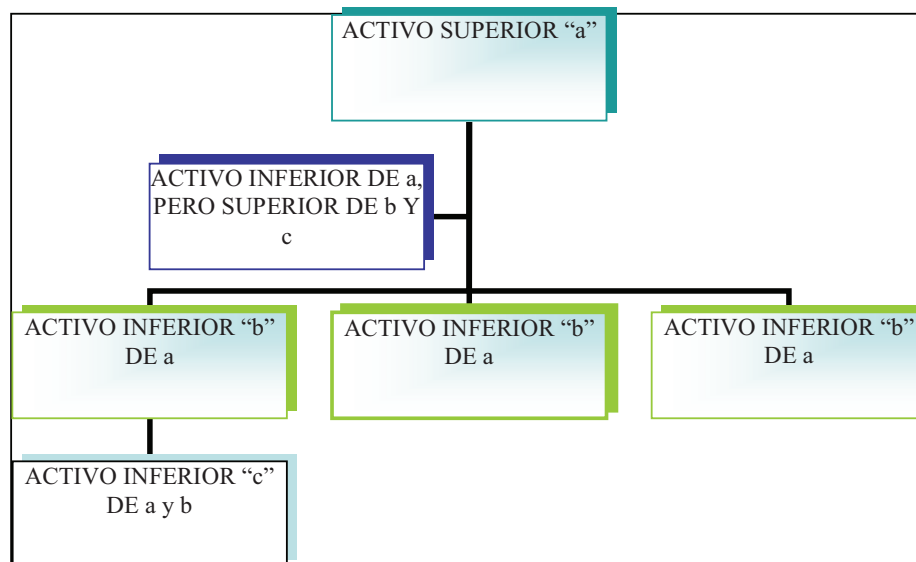 ACTIVO SUPERIOR “a”
ACTIVO INFERIOR DE a,
PERO SUPERIOR DE b Y
c
ACTIVO INFERIOR “b”
DE a
ACTIVO INFERIOR “b”
DE a
ACTIVO INFERIOR “b”
DE a
ACTIVO INFERIOR “c”
DE a y b